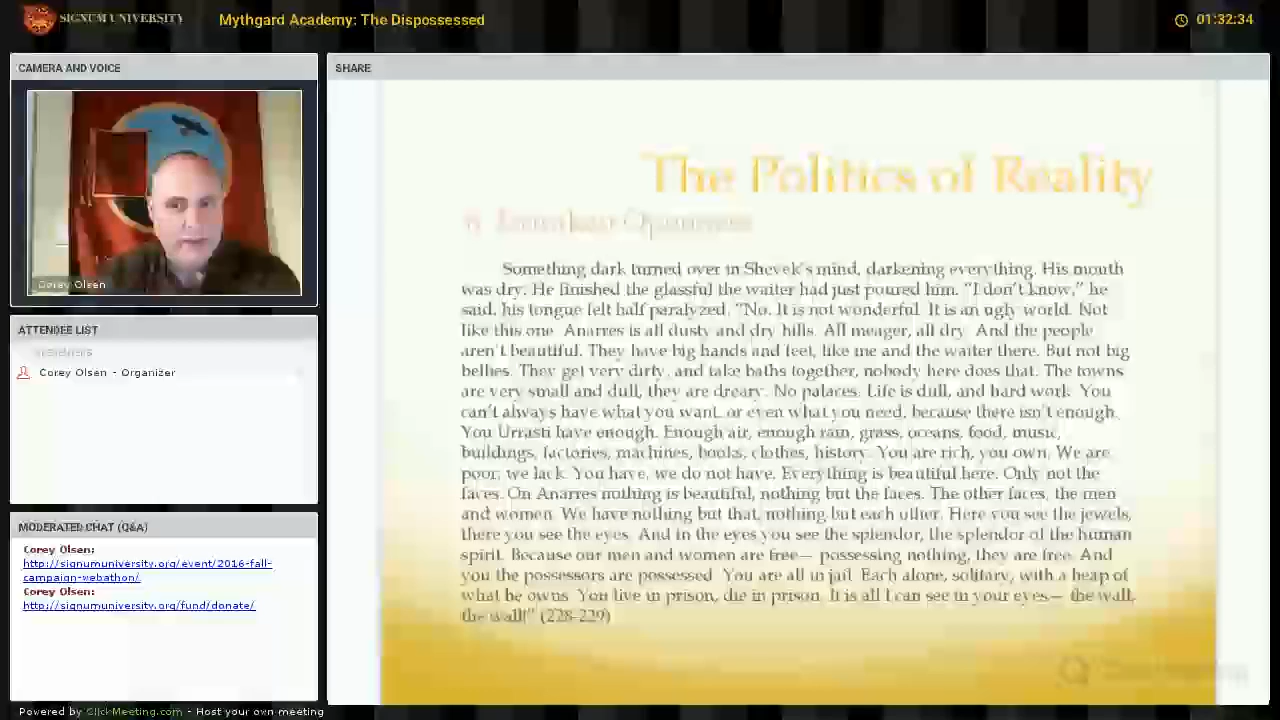 SIGNUM UNIVERSITY
Mythgard Academy: The Dispossessed
01:32:34
CAMERA AND VOICE
Corey Olsen
ATTENDEE LIST
Corey Olsen - Organizer
MODERATED CHAT (Q&A)
Corey Olsen:
http://signumuniversity.org/event/2016-fall-
campaign-webathon/
Corey Olsen:
http://signumuniversity.org/fund/donate/
SHARE
The Politics of Reality
Something dark turned over in Shevek's mind, darkening everything. His mouth
was dry. He finished the glassful the waiter had just poured him. "I don't know," he
said, his tongue felt half paralyzed. "No. It is not wonderful. It is an ugly world. Not
like this one. Anarres is all dusty and dry hills. All meager, all dry. And the people
aren't beautiful. They have big hands and feet, like me and the waiter there. But not big
bellies. They get very dirty, and take baths together, nobody here does that. The towns
are very small and dull, they are dreary. No palaces. Life is dull, and hard work. You
can't always have what you want, or even what you need, because there isn't enough.
You Urrasti have enough. Enough air, enough rain, grass, oceans, food, music,
buildings, factories, machines, books, clothes, history. You are rich, you own. We are
poor, we lack. You have, we do not have. Everything is beautiful here. Only not the
faces. On Anarres nothing is beautiful, nothing but the faces. The other faces, the men
and women. We have nothing but that, nothing but each other. Here you see the jewels,
there you see the eyes. And in the eyes you see the splendor, the splendor of the human
spirit. Because our men and women are free— possessing nothing, they are free. And
you the possessors are possessed. You are all in jail. Each alone, solitary, with a heap of
what he owns. You live in prison, die in prison. It is all I can see in your eyes— the wall,
the wall!" (228-229)
Powered by ClickMeeting.com - Host your own meeting